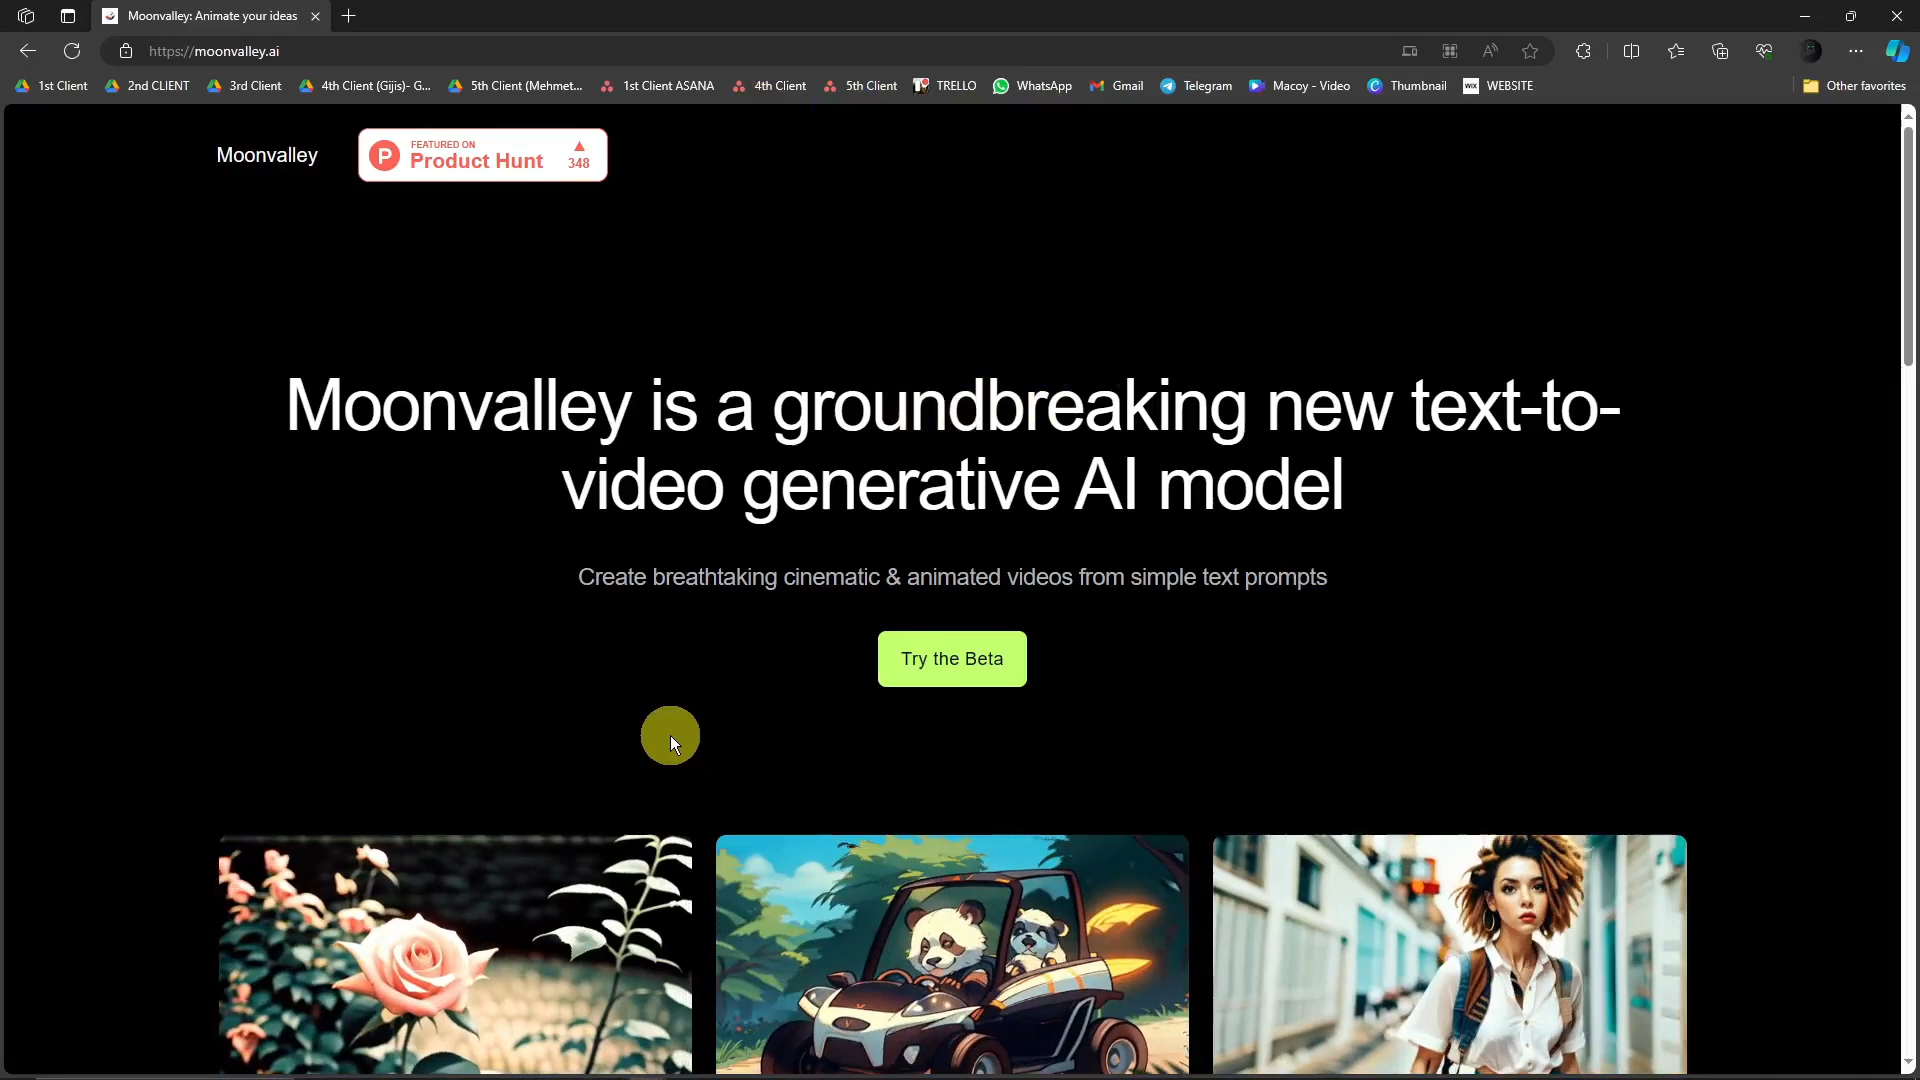 Moonvalley: Animate your ideas
https://moonvalley.ai
1st Client
2nd CLIENT
3rd Client
4th Client (Gijis)- G...
5th Client (Mehmet...
1st Client ASANA
4th Client
5th Client
TRELLO
WhatsApp
Gmail
Telegram
Macoy - Video
Thumbnail
WIX
WEBSITE
Other favorites
Moonvalley
P
FEATURED ON
Product Hunt
348
Moonvalley is a groundbreaking new text-to-
video generative AI model
Create breathtaking cinematic & animated videos from simple text prompts
Try the Beta